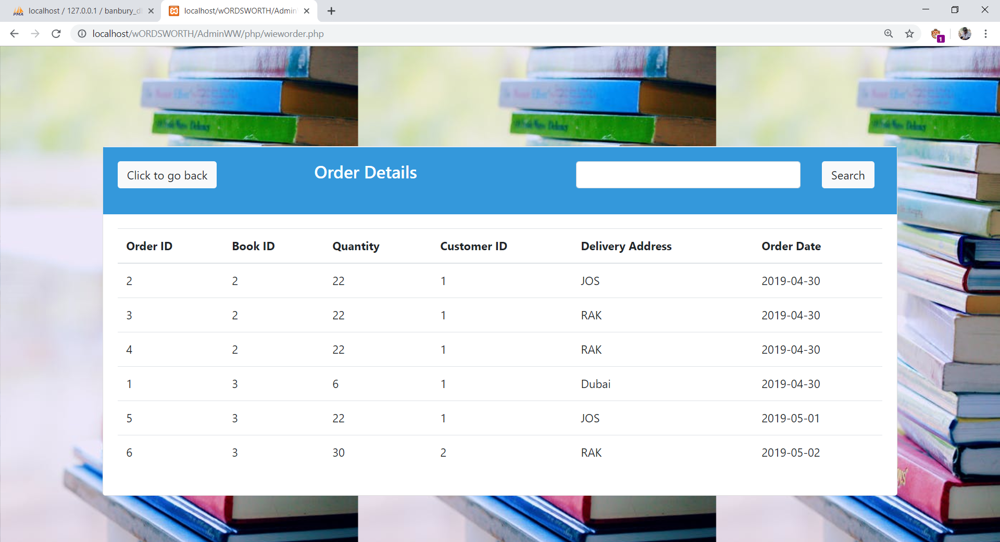 localhost / 127.0.0.1 / banbury_d
localhost/wORDSWORTH/Admin
localhost/wORDSWORTH/AdminWW/php/wieworder.php
1
Click to go back
Order Details
Search
Order ID Book ID Quantity Customer ID Delivery Address Order Date
2 2 22 1 JOS 2019-04-30
3 2 22 1 RAK 2019-04-30
4 2 22 1 RAK 2019-04-30
1 3 6 1 Dubai 2019-04-30
5 3 22 1 JOS 2019-05-01
6 3 30 2 RAK 2019-05-02